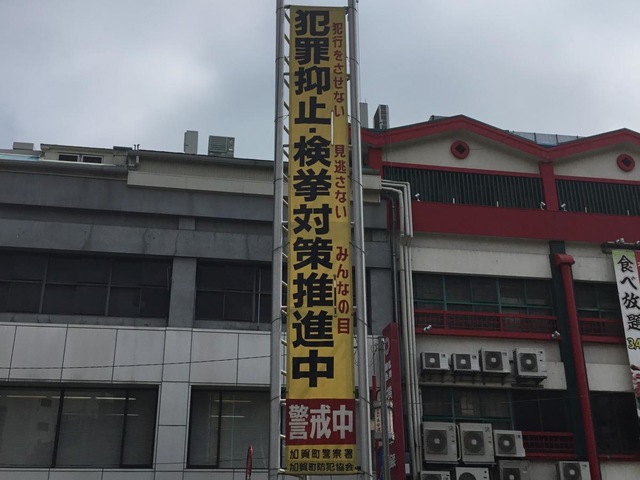 犯行をさせない 見逃さない みんなの目
犯罪抑止・検挙対策推進中
警戒中
加賀町警察署
加賀町防犯協会
食べ放題